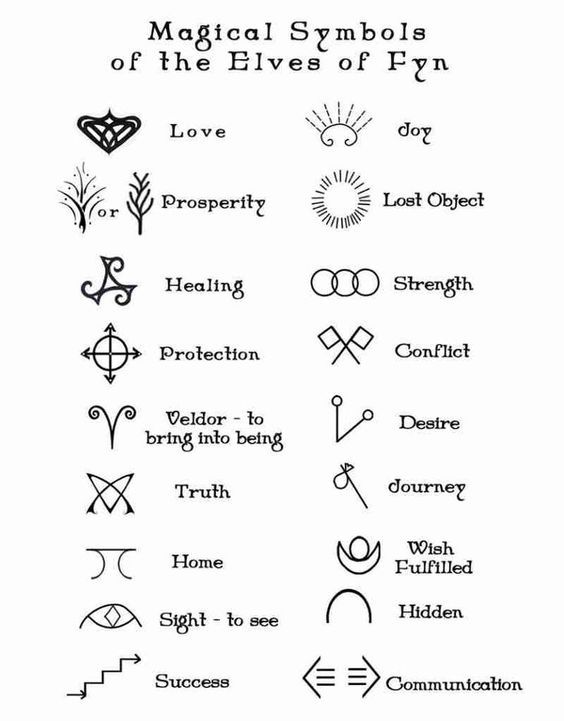 Magical Symbols
of the Elves of Fyn
Love
Joy
or Prosperity
Lost Object
Healing
Strength
Protection
Conflict
Veldor - to
bring into being
Desire
Truth
Journey
Home
Wish
Fulfilled
Sight - to see
Hidden
Success
Communication